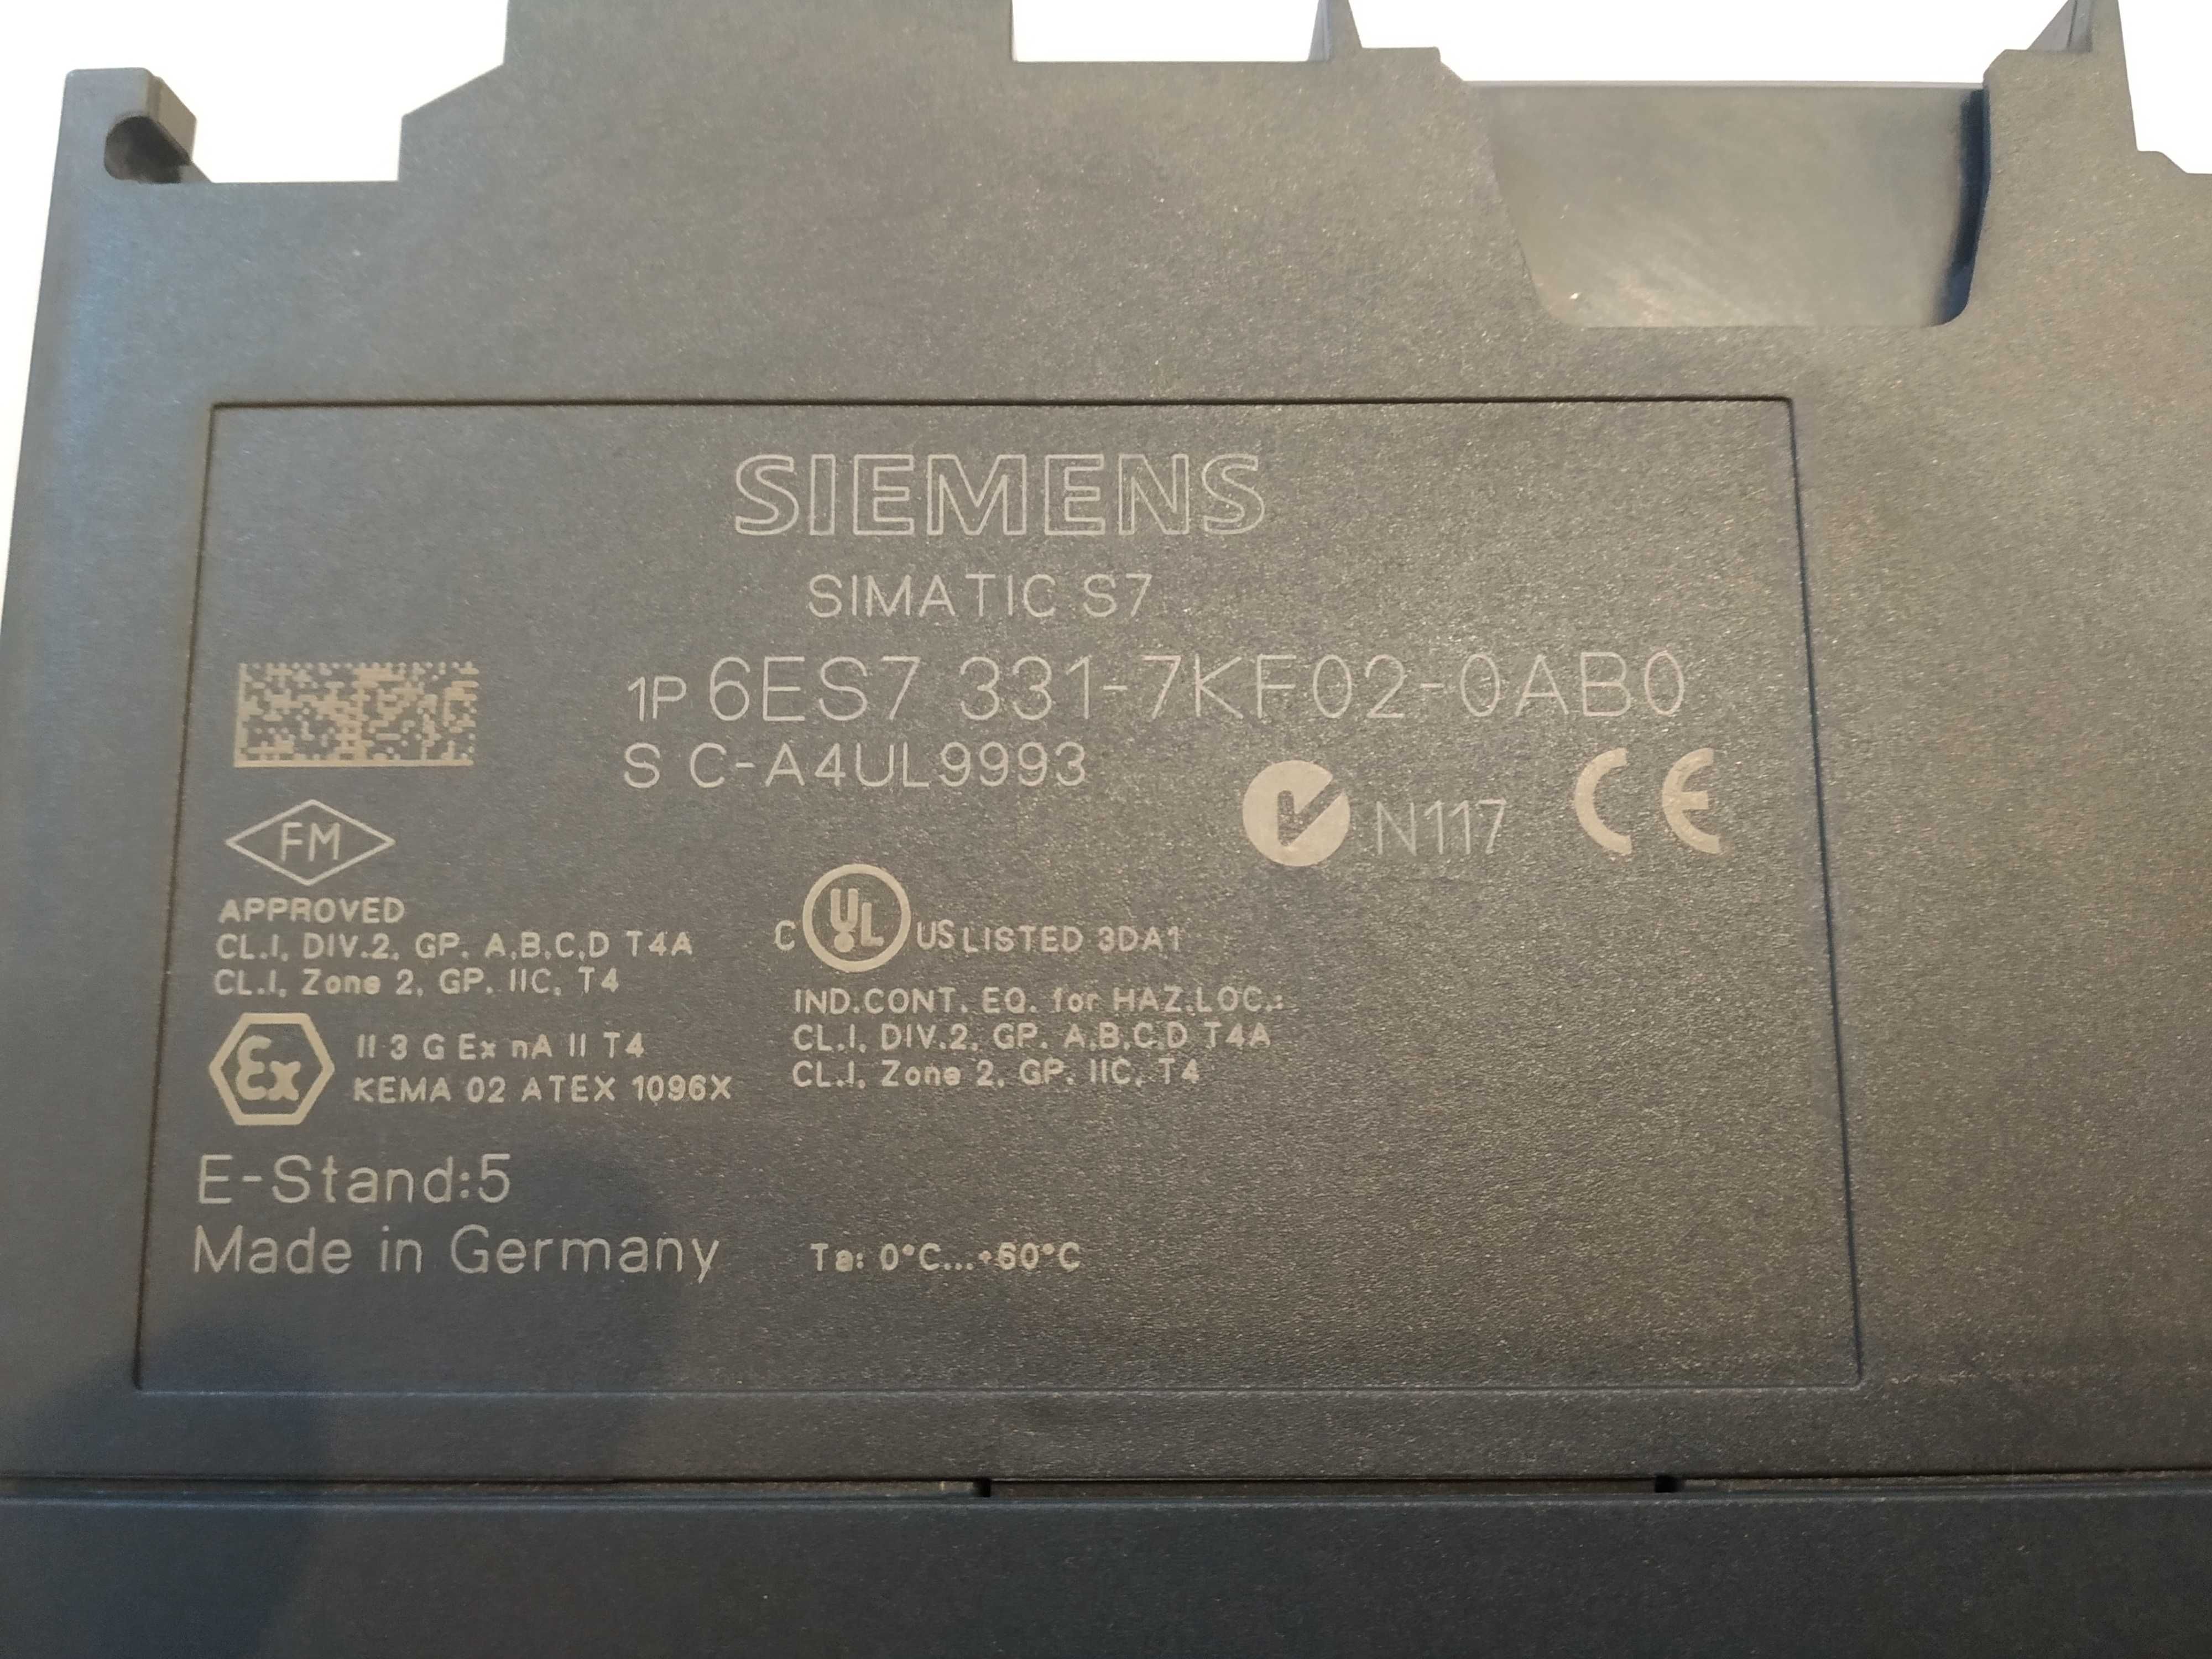 SIEMENS
SIMATIC S7
1P 6ES7 331-7KF02-0AB0
S C-A4UL9993
N117 CE
FM
APPROVED
CL.I, DIV.2, GP. A,B,C,D T4A
CL.I, Zone 2, GP. IIC, T4
C UL US LISTED 3DA1
IND.CONT. EQ. for HAZ.LOC.:
CL.I, DIV.2, GP. A,B,C,D T4A
CL.I, Zone 2, GP. IIC, T4
Ex II 3 G Ex nA II T4
KEMA 02 ATEX 1096X
E-Stand:5
Made in Germany
Ta: 0°C...+60°C